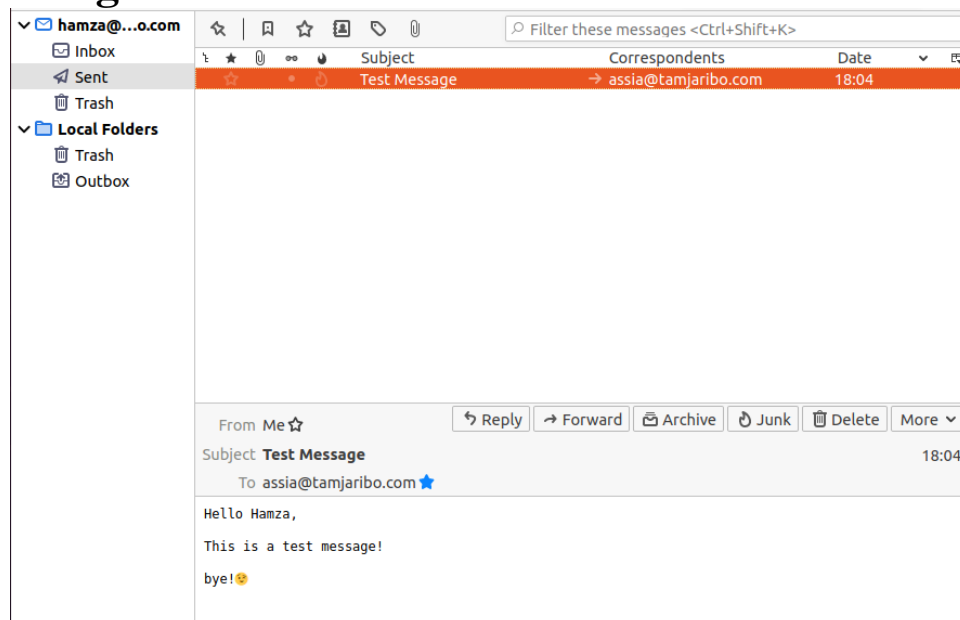 hamza@...o.com
Inbox
Sent
Trash
Local Folders
Trash
Outbox
Filter these messages <Ctrl+Shift+K>
Subject Correspondents Date
Test Message → assia@tamjaribo.com 18:04
From Me Reply Forward Archive Junk Delete More
Subject Test Message 18:04
To assia@tamjaribo.com
Hello Hamza,
This is a test message!
bye!😉